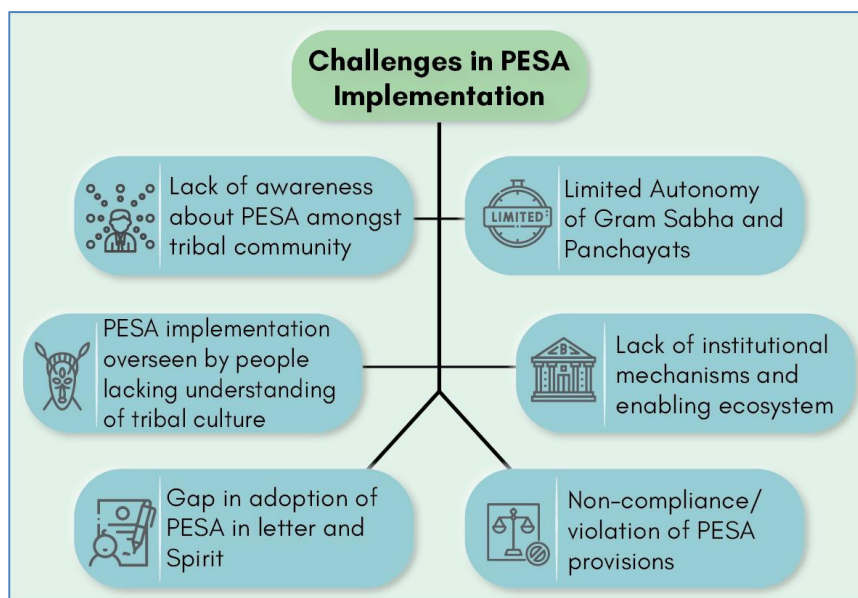 Challenges in PESA
Implementation
Lack of awareness
about PESA amongst
tribal community
LIMITED
Limited Autonomy
of Gram Sabha and
Panchayats
PESA implementation
overseen by people
lacking understanding
of tribal culture
B
Lack of institutional
mechanisms and
enabling ecosystem
Gap in adoption of
PESA in letter and
Spirit
Non-compliance/
violation of PESA
provisions